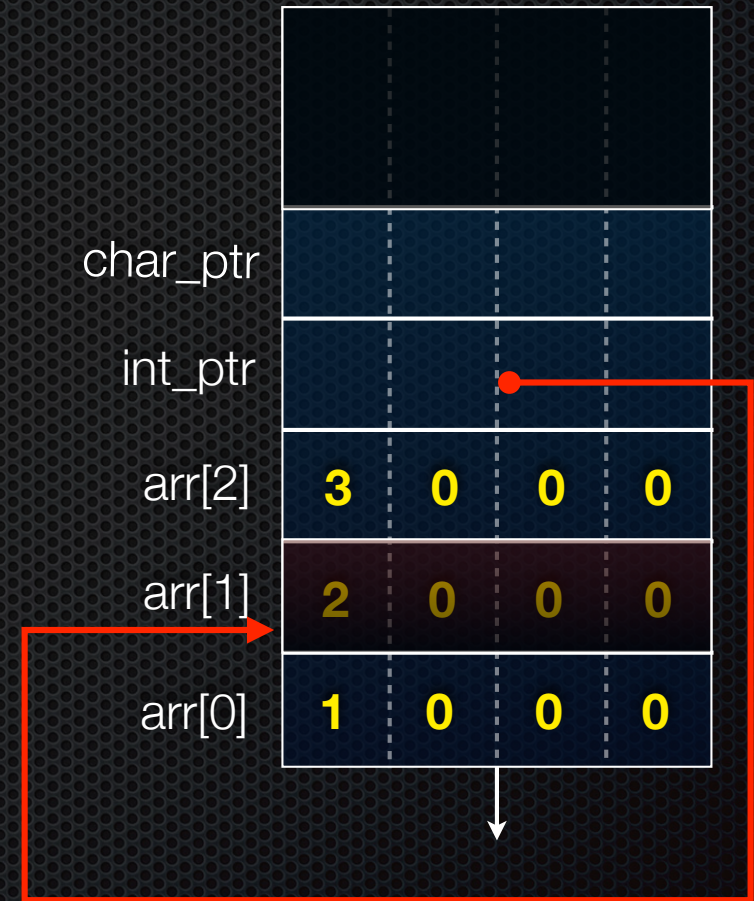 char_ptr
int_ptr
arr[2] 3 0 0 0
arr[1] 2 0 0 0
arr[0] 1 0 0 0